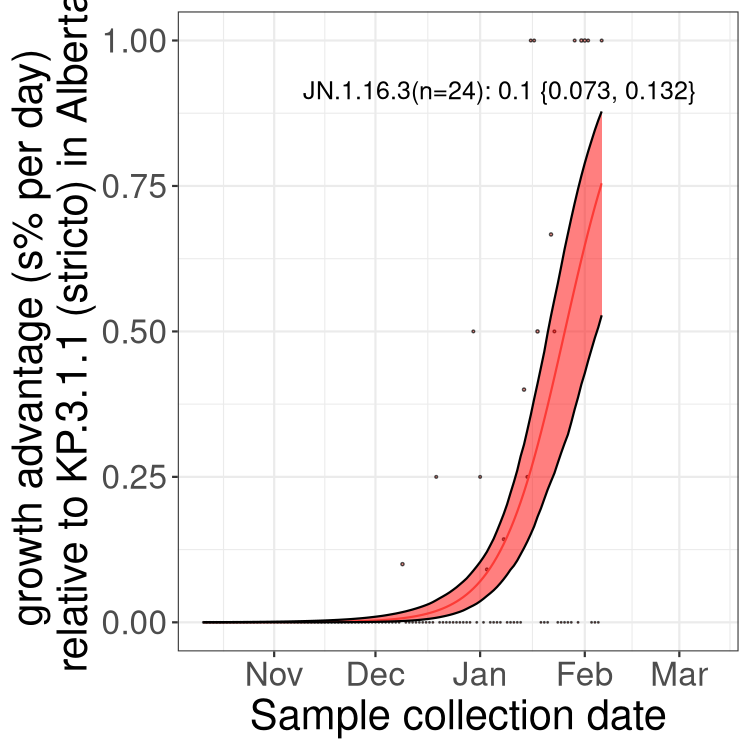 growth advantage (s% per day)
relative to KP.3.1.1 (stricto) in Alberta
1.00
0.75
0.50
0.25
0.00
JN.1.16.3(n=24): 0.1 {0.073, 0.132}
Nov Dec Jan Feb Mar
Sample collection date